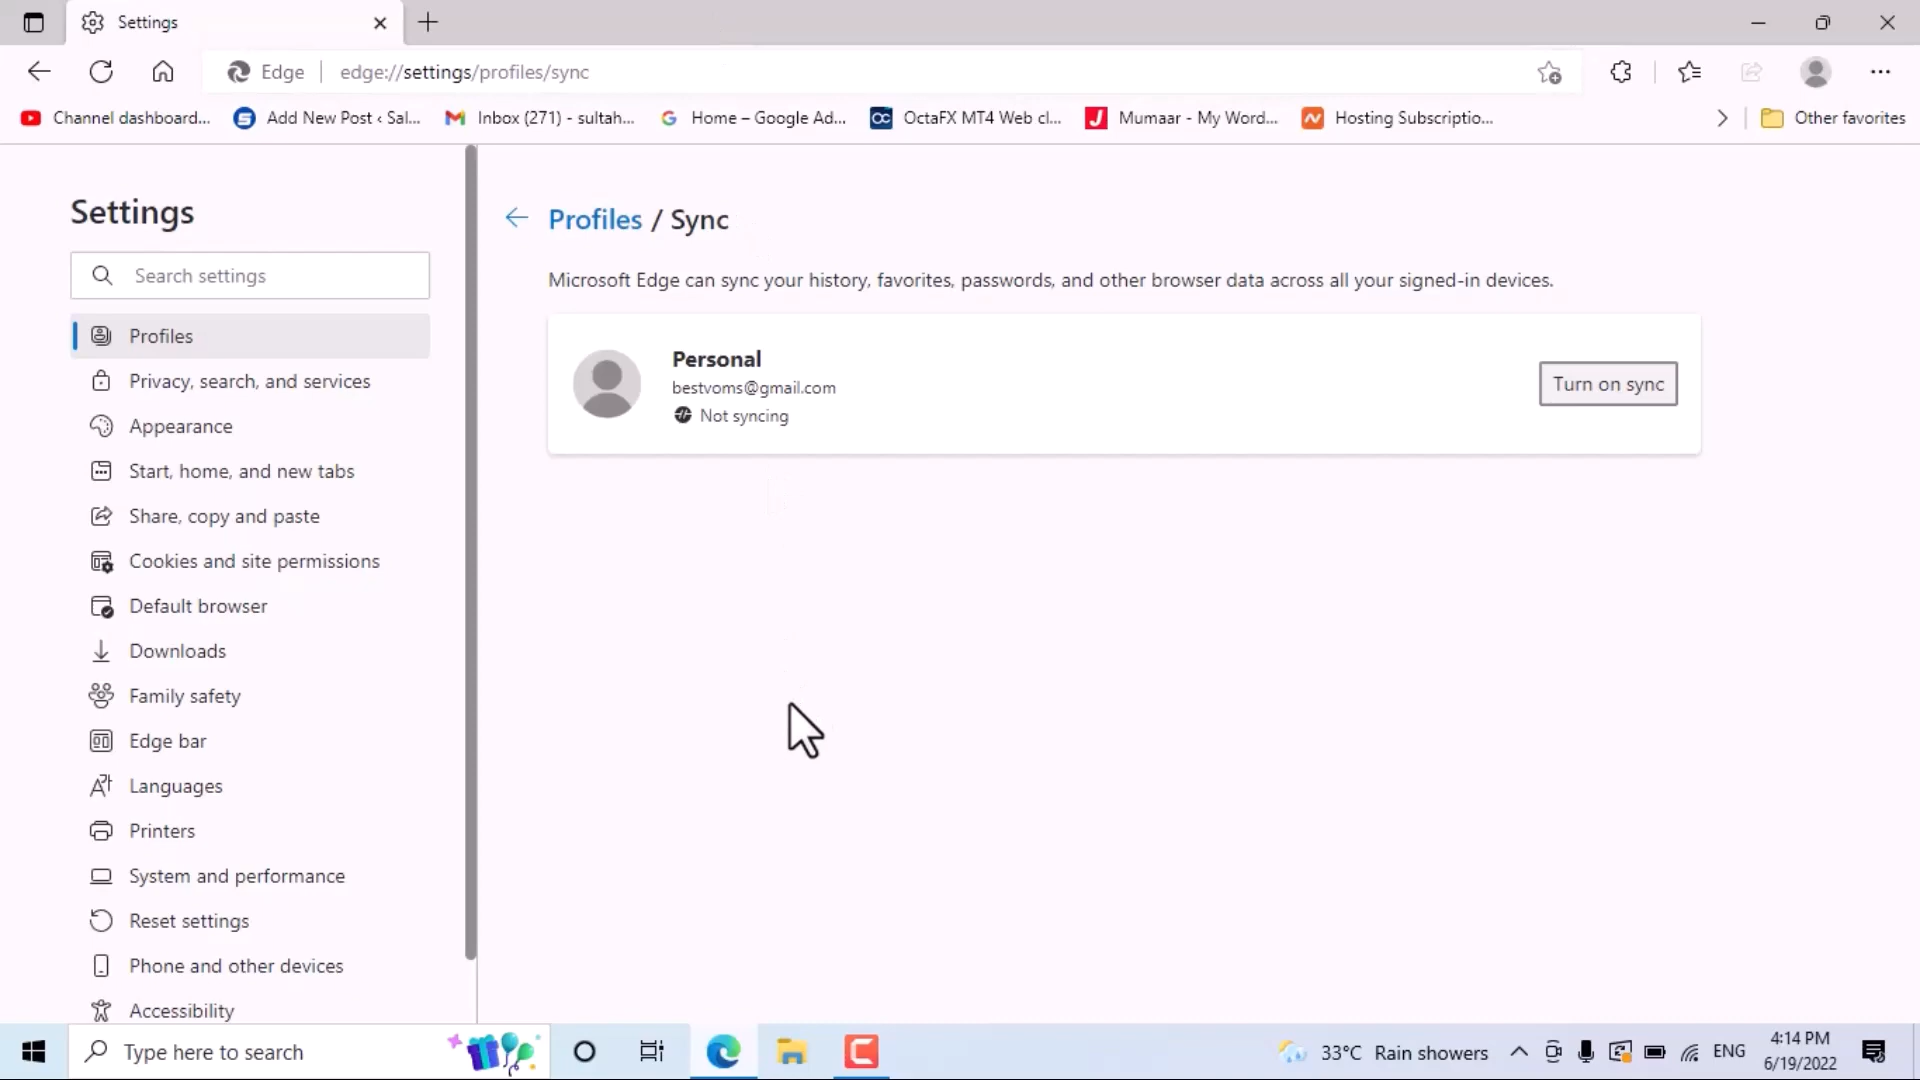 Settings
Edge
edge://settings/profiles/sync
Channel dashboard...
Add New Post ‹ Sal...
Inbox (271) - sultah...
Home – Google Ad...
OctaFX MT4 Web cl...
Mumaar - My Word...
Hosting Subscriptio...
Other favorites
Settings
Search settings
Profiles
Privacy, search, and services
Appearance
Start, home, and new tabs
Share, copy and paste
Cookies and site permissions
Default browser
Downloads
Family safety
Edge bar
Languages
Printers
System and performance
Reset settings
Phone and other devices
Accessibility
Profiles / Sync
Microsoft Edge can sync your history, favorites, passwords, and other browser data across all your signed-in devices.
Personal
bestvoms@gmail.com
Not syncing
Turn on sync
Type here to search
33°C Rain showers
ENG
4:14 PM
6/19/2022